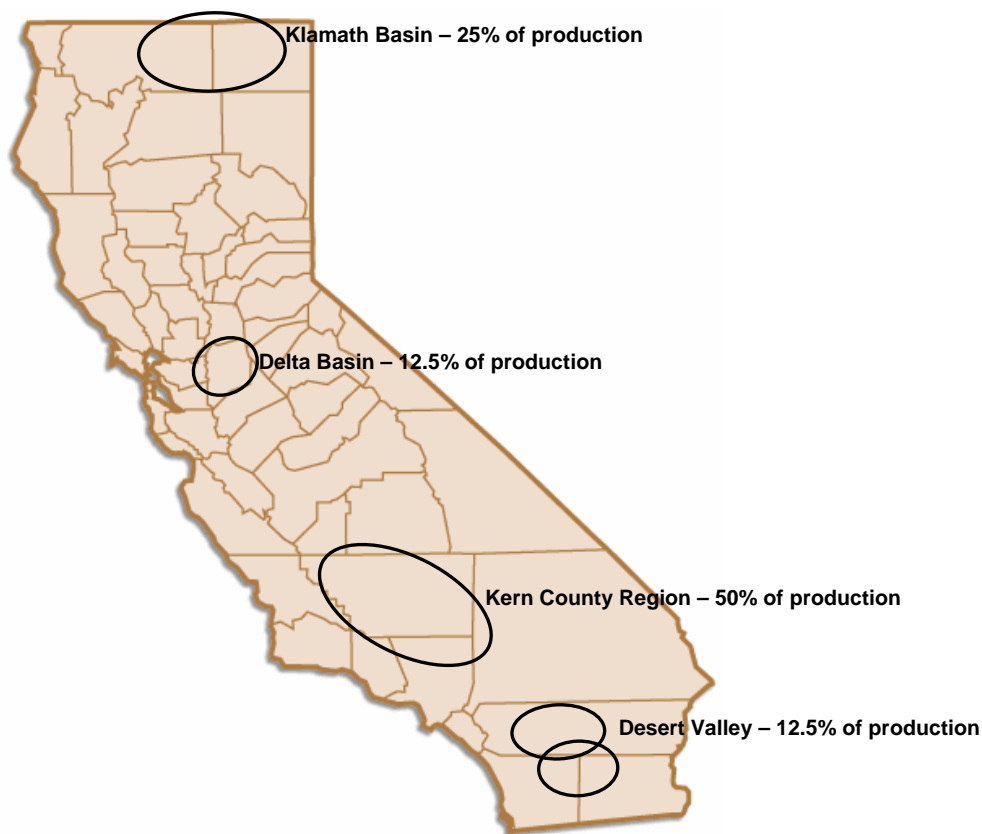 Klamath Basin – 25% of production
Delta Basin – 12.5% of production
Kern County Region – 50% of production
Desert Valley – 12.5% of production